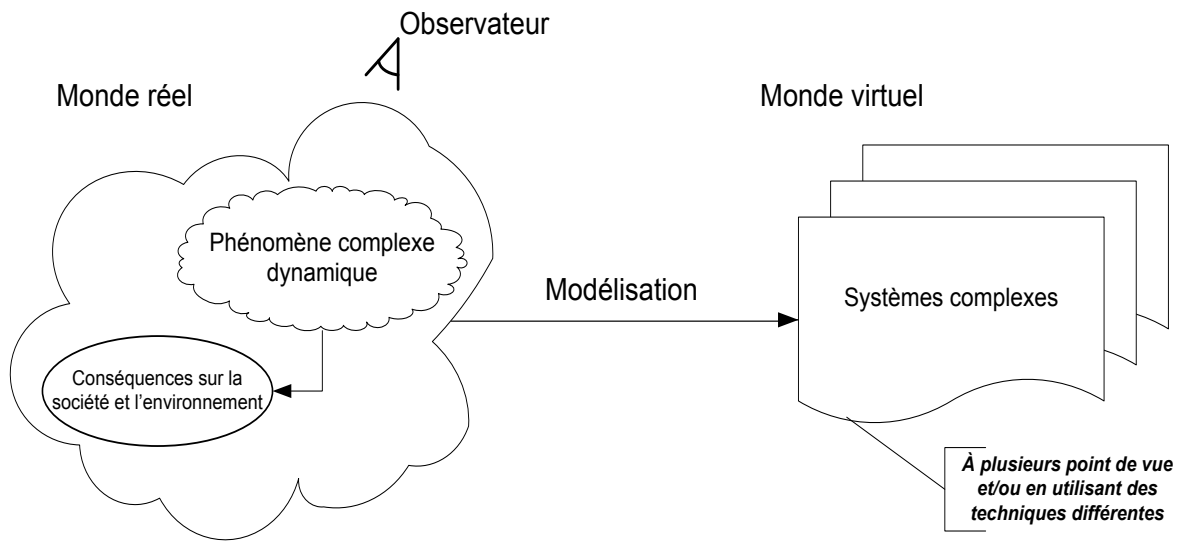 Observateur
Monde réel
Monde virtuel
Phénomène complexe
dynamique
Modélisation
Systèmes complexes
Conséquences sur la
société et l'environnement
À plusieurs point de vue
et/ou en utilisant des
techniques différentes